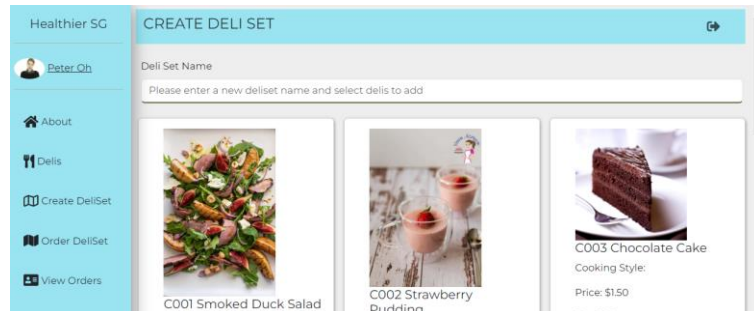 Healthier SG
CREATE DELI SET
Peter Oh
Deli Set Name
Please enter a new deliset name and select delis to add
About
Delis
Create DeliSet
Order DeliSet
View Orders
C001 Smoked Duck Salad
C002 Strawberry
Pudding
C003 Chocolate Cake
Cooking Style:
Price: $1.50